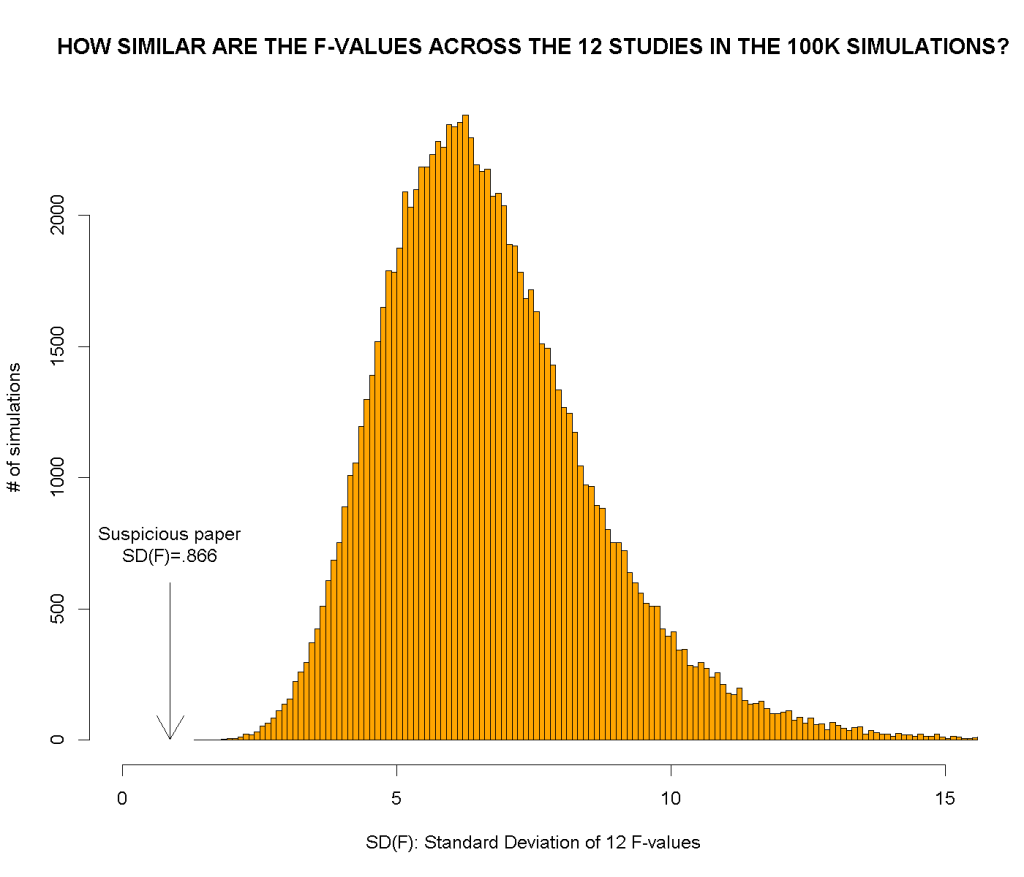 HOW SIMILAR ARE THE F-VALUES ACROSS THE 12 STUDIES IN THE 100K SIMULATIONS?
2000
1500
1000
500
0
# of simulations
Suspicious paper
SD(F)=.866
0 5 10 15
SD(F): Standard Deviation of 12 F-values